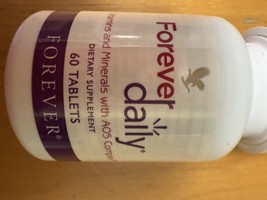 Forever
daily®
Vitamins and Minerals with AOS Complex
DIETARY SUPPLEMENT
60 TABLETS
FOREVER®